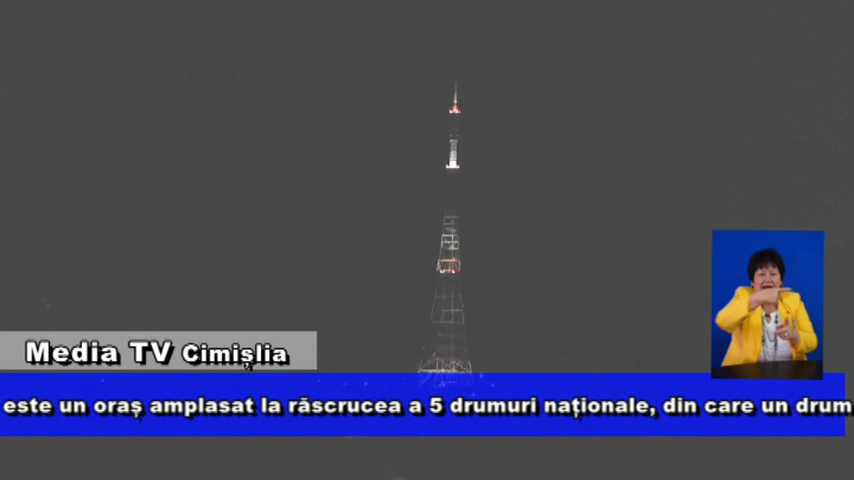 Media TV Cimișlia
este un oraș amplasat la răscrucea a 5 drumuri naționale, din care un drum